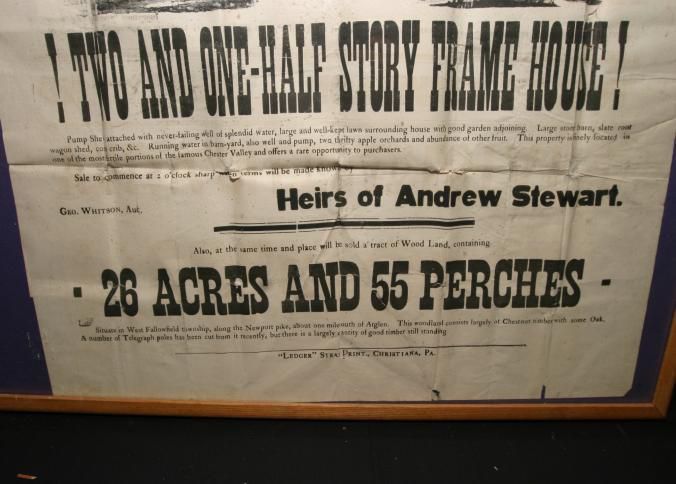 ! TWO AND ONE-HALF STORY FRAME HOUSE !
Pump Shed attached with never-failing well of splendid water, large and well-kept lawn surrounding house with good garden adjoining. Large stone barn, slate roof
wagon shed, corn crib, &c. Running water in barn-yard, also well and pump, two thrifty apple orchards and abundance of other fruit. This property is finely located in
one of the most fertile portions of the famous Chester Valley and offers a rare opportunity to purchasers.
Sale to commence at 2 o'clock sharp when terms will be made known by
Heirs of Andrew Stewart.
GEO. WHITSON, Auc.
Also, at the same time and place will be sold a tract of Wood Land, containing
- 26 ACRES AND 55 PERCHES -
Situate in West Fallowfield township, along the Newport pike, about one mile south of Atglen. This woodland consists largely of Chestnut timber with some Oak.
A number of Telegraph poles has been cut from it recently, but there is a largely quantity of good timber still standing
"LEDGER" STEAM PRINT., CHRISTIANA, PA.